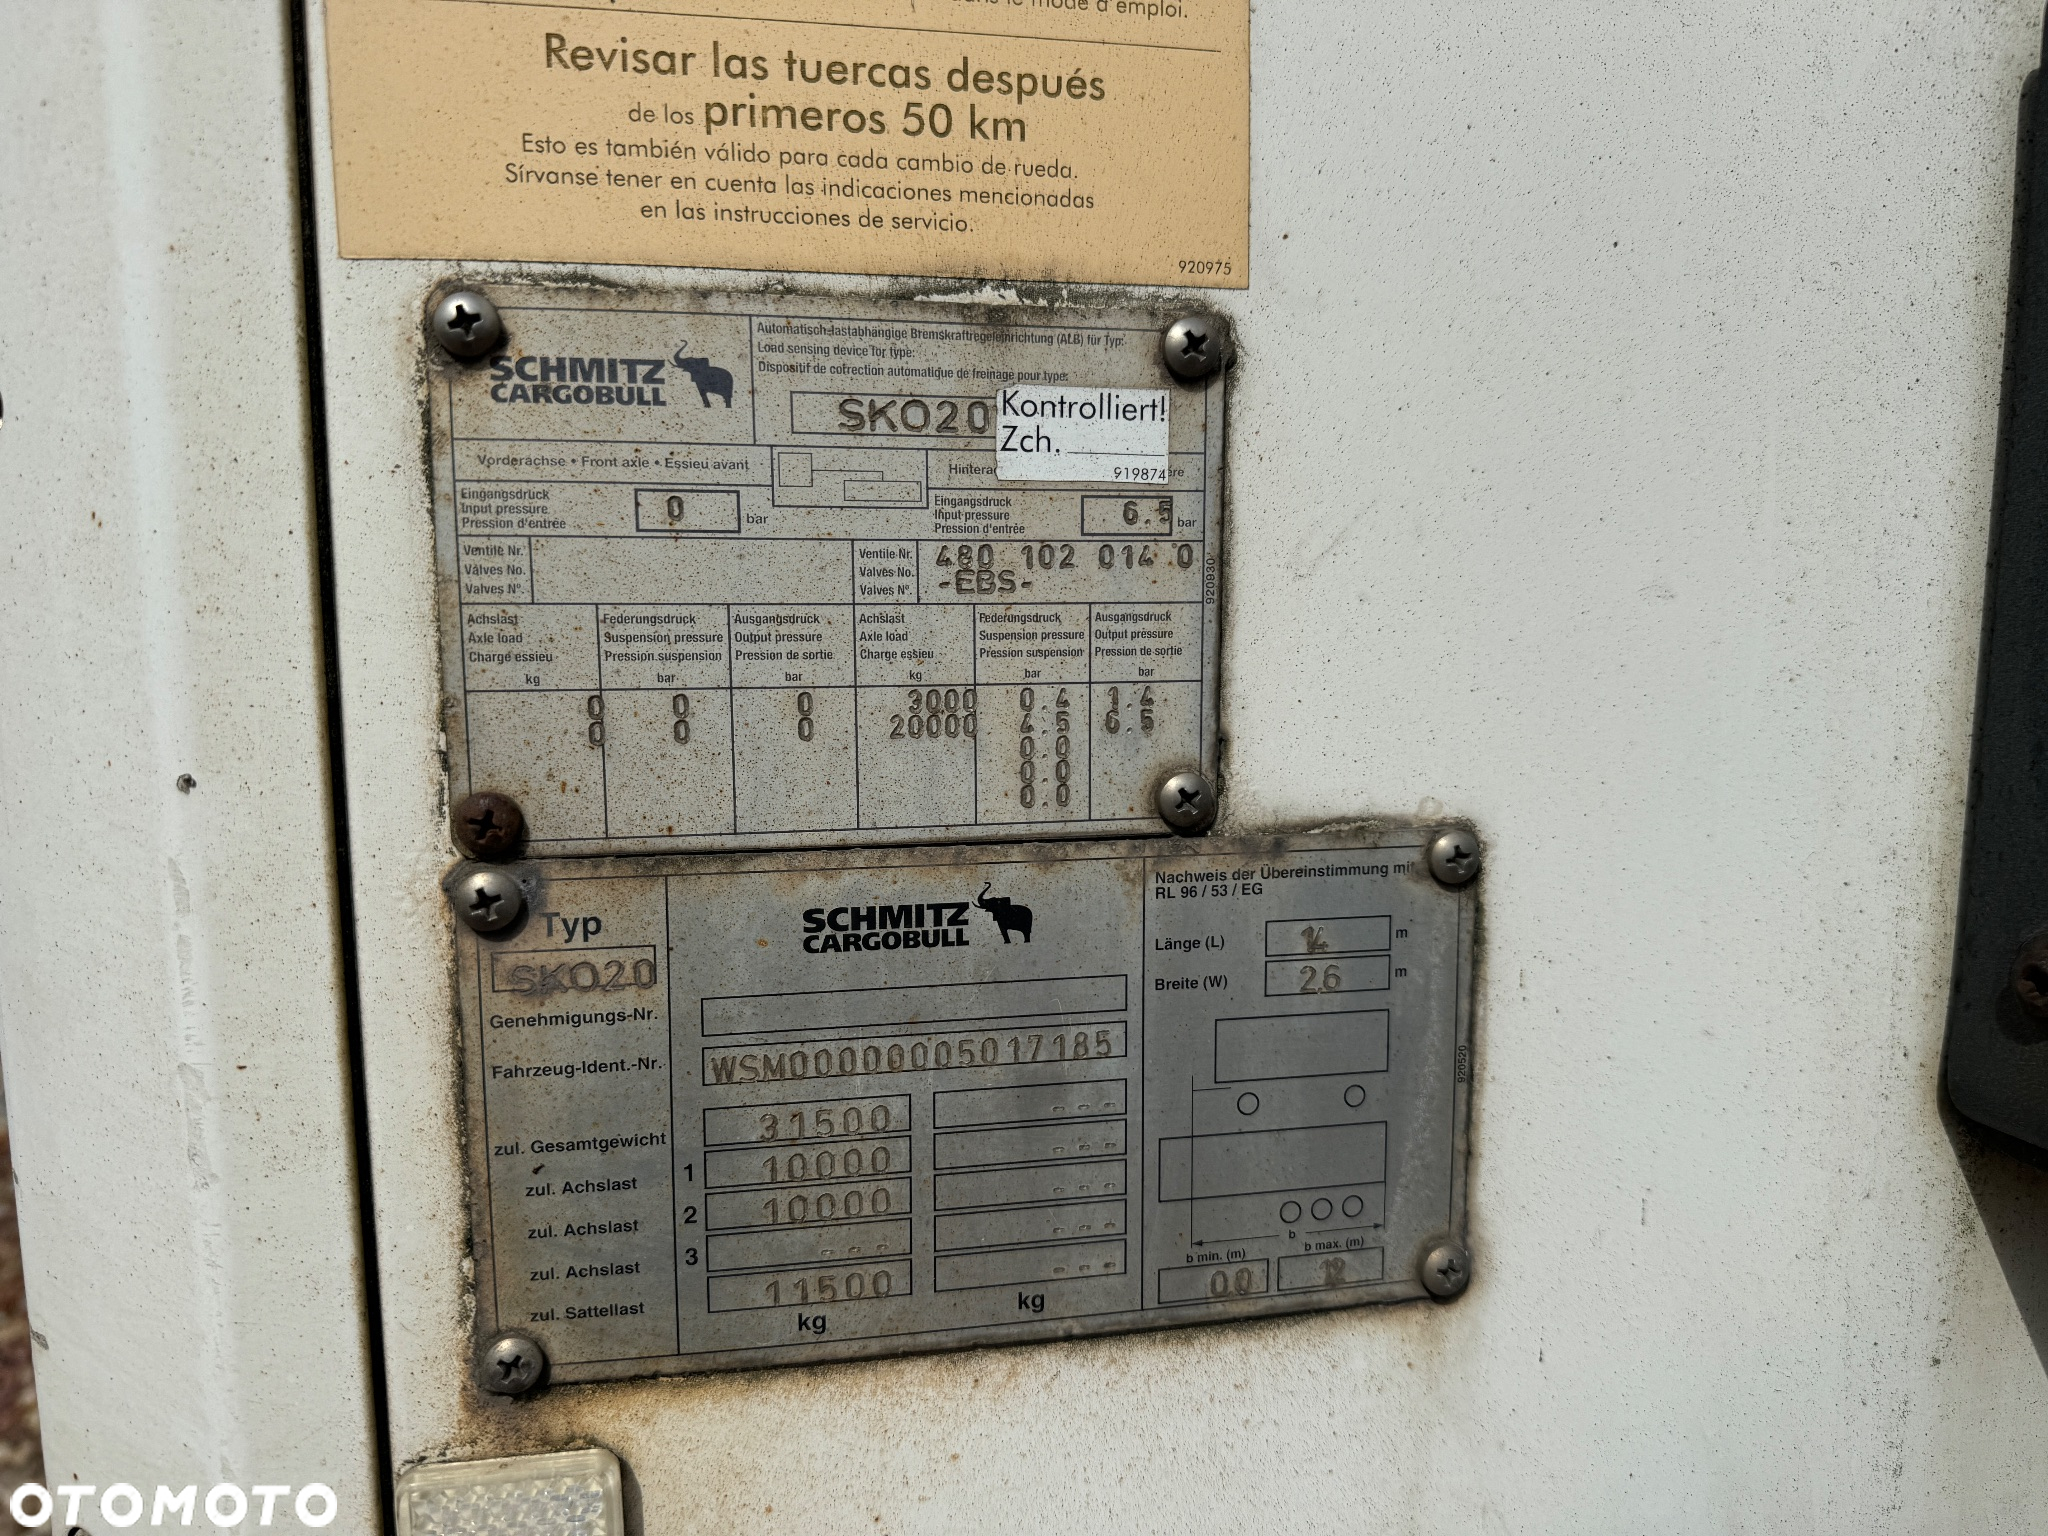 dans le mode d'emploi.
Revisar las tuercas después
de los primeros 50 km
Esto es también válido para cada cambio de rueda.
Sírvanse tener en cuenta las indicaciones mencionadas
en las instrucciones de servicio.
920975
SCHMITZ
CARGOBULL
Automatisch-lastabhängige Bremskraftregeleinrichtung (ALB) für Typ:
Load sensing device for type:
Dispositif de correction automatique de freinage pour type:
SKO20
Kontrolliert!
Zch.
919874
Vorderachse • Front axle • Essieu avant
Eingangsdruck
Input pressure
Pression d'entrée
0 bar
Eingangsdruck
Input pressure
Pression d'entrée
6.5 bar
Ventile Nr.
Valves No.
Valves N°.
Ventile Nr.
Valves No.
Valves N°.
480 102 014 0
-EBS-
920930
Achslast
Axle load
Charge essieu
kg
Federungsdruck
Suspension pressure
Pression suspension
bar
Ausgangsdruck
Output pressure
Pression de sortie
bar
Achslast
Axle load
Charge essieu
kg
Federungsdruck
Suspension pressure
Pression suspension
bar
Ausgangsdruck
Output pressure
Pression de sortie
bar
0 0 0 3000 0.4 1.4
0 0 0 20000 4.5 6.5
0.0
0.0
0.0
Typ
SKO20
SCHMITZ
CARGOBULL
Genehmigungs-Nr.
Fahrzeug-Ident.-Nr. WSM00000005017185
zul. Gesamtgewicht 31500 ---
zul. Achslast 1 10000 ---
zul. Achslast 2 10000 ---
zul. Achslast 3 --- ---
zul. Sattellast 11500 ---
kg kg
Nachweis der Übereinstimmung mit
RL 96 / 53 / EG
Länge (L) 14 m
Breite (W) 2.6 m
920520
b
b min. (m) b max. (m)
00 12
OTOMOTO